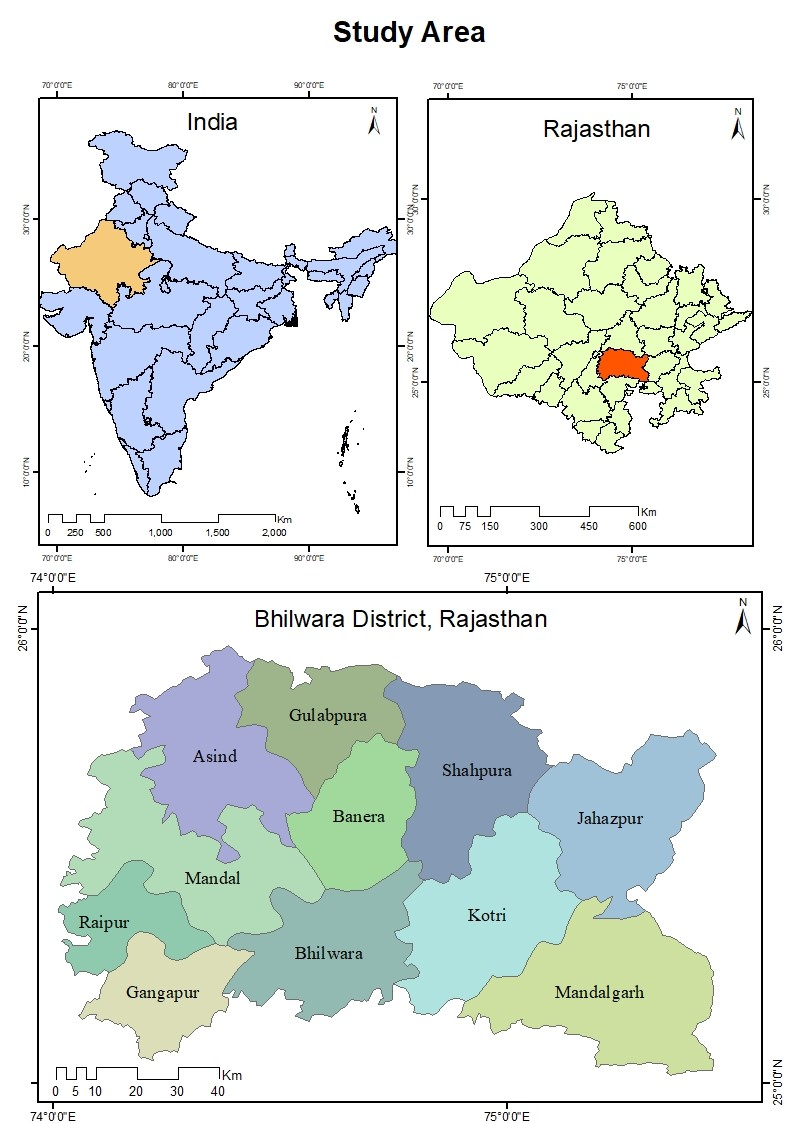 Study Area
70°0'0"E 80°0'0"E 90°0'0"E
India
N
30°0'0"N
20°0'0"N
10°0'0"N
30°0'0"N
20°0'0"N
10°0'0"N
0 250 500 1,000 1,500 2,000 Km
70°0'0"E 80°0'0"E 90°0'0"E
70°0'0"E 75°0'0"E
Rajasthan
N
30°0'0"N
25°0'0"N
0 75 150 300 450 600 Km
70°0'0"E 75°0'0"E
30°0'0"N
25°0'0"N
74°0'0"E 75°0'0"E
Bhilwara District, Rajasthan
N
26°0'0"N
26°0'0"N
Gulabpura
Asind
Shahpura
Banera
Jahazpur
Mandal
Kotri
Raipur
Bhilwara
Gangapur
Mandalgarh
0 5 10 20 30 40 Km
25°0'0"N
74°0'0"E 75°0'0"E